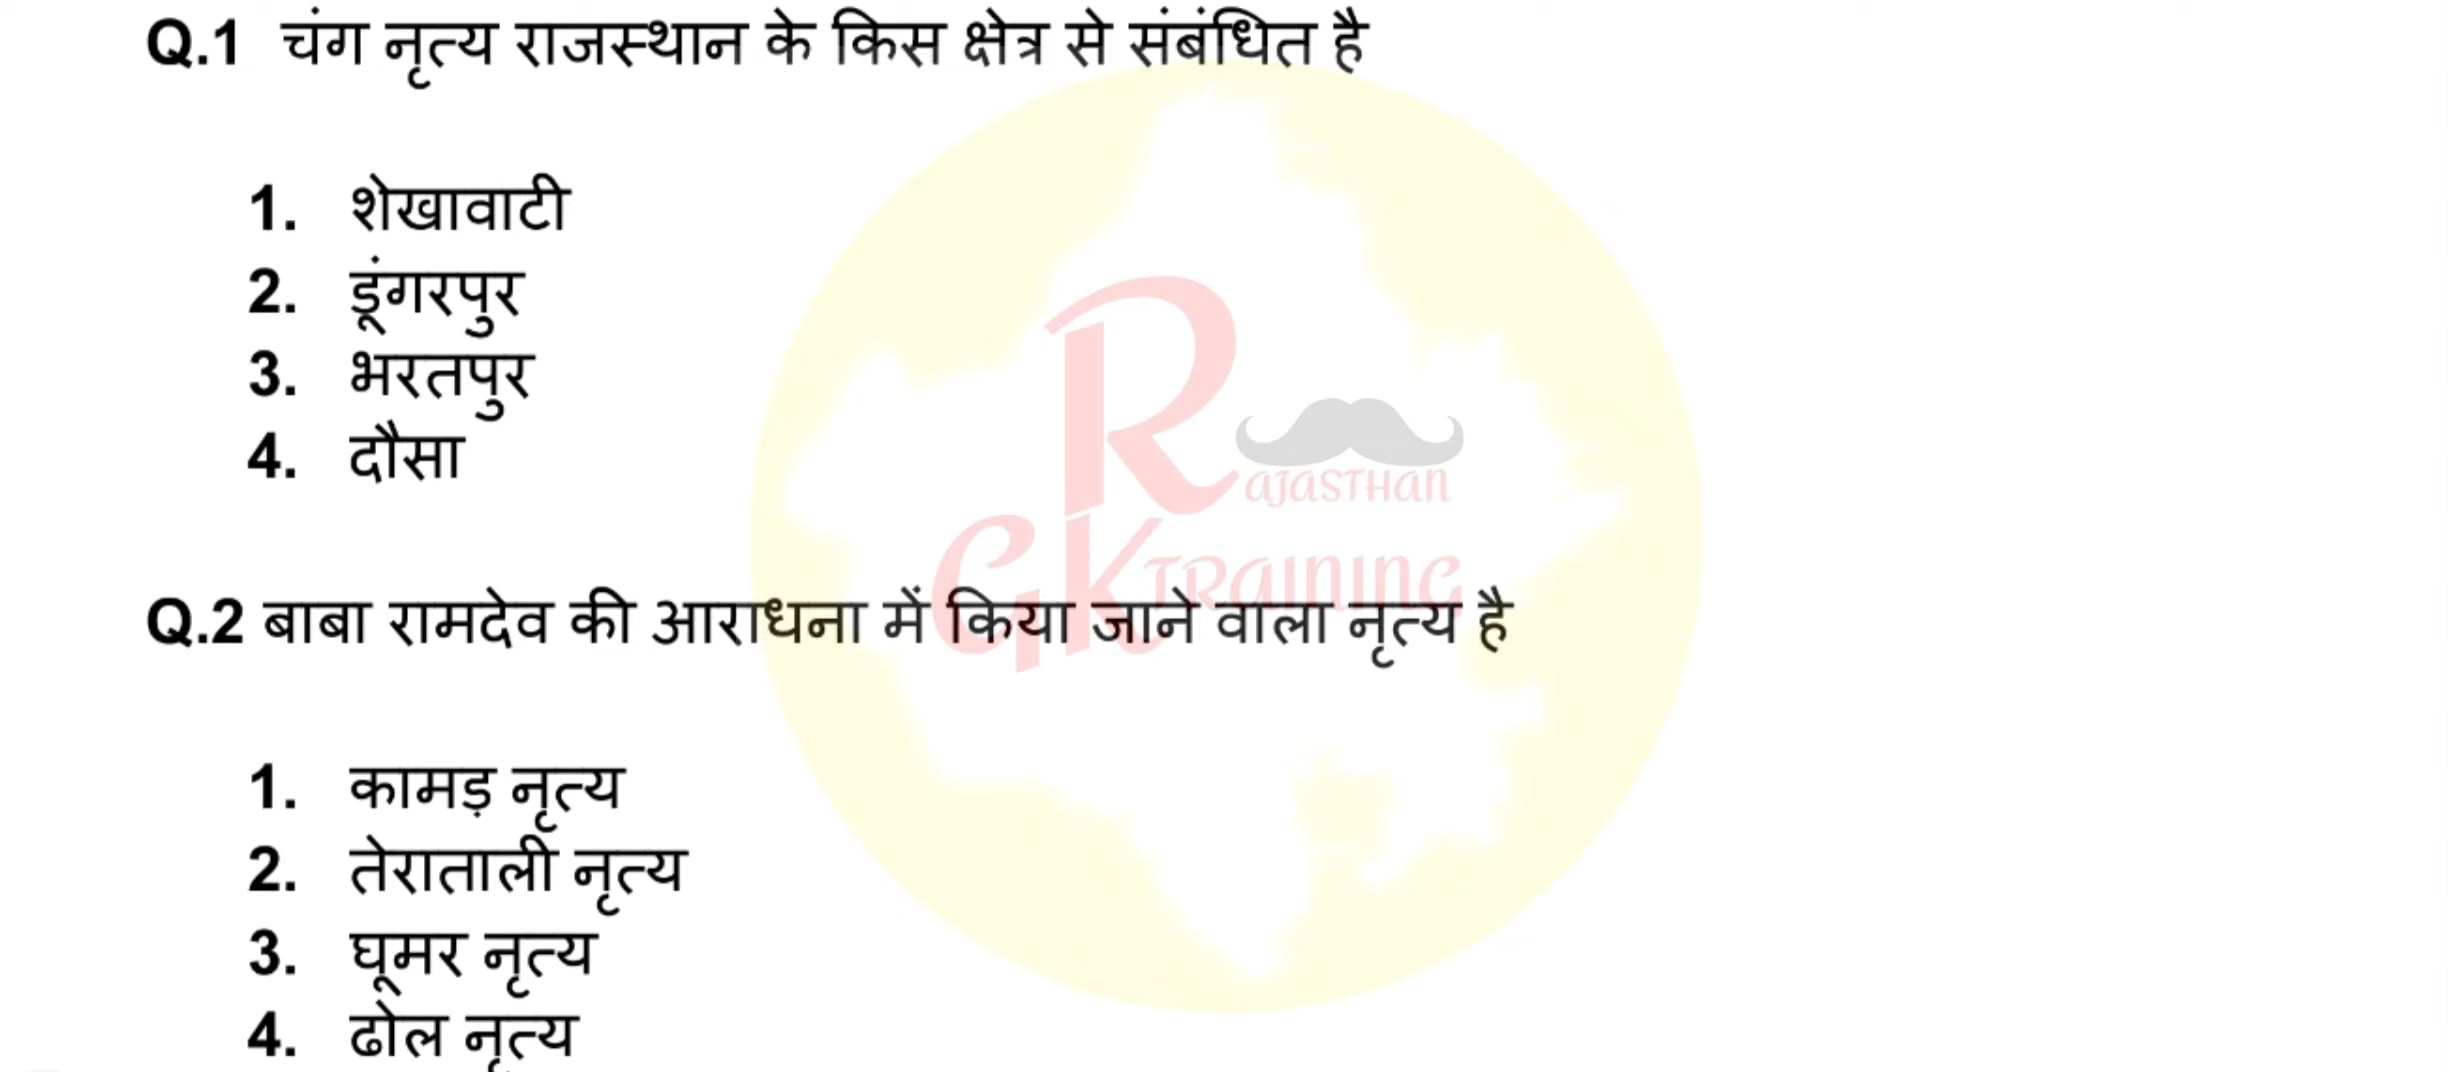 Q.1 चंग नृत्य राजस्थान के किस क्षेत्र से संबंधित है
1. शेखावाटी
2. डूंगरपुर
3. भरतपुर
4. दौसा
RAJASTHAN
GK TRAINING
Q.2 बाबा रामदेव की आराधना में किया जाने वाला नृत्य है
1. कामड़ नृत्य
2. तेराताली नृत्य
3. घूमर नृत्य
4. ढोल नृत्य